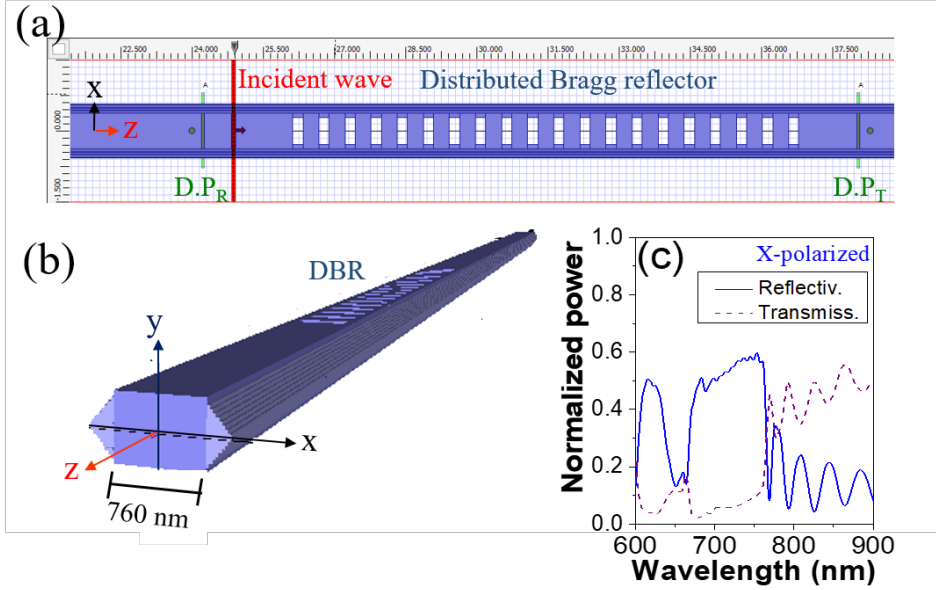 (a)
22.500 24.000 25.500 27.000 28.500 30.000 31.500 33.000 34.500 36.000 37.500
Incident wave Distributed Bragg reflector
A A
x
0.000
z
1.500
D.P_R D.P_T
(b)
DBR
y
x
z
760 nm
(c)
X-polarized
Reflectiv.
Transmiss.
Normalized power
1.0
0.8
0.6
0.4
0.2
0.0
600 700 800 900
Wavelength (nm)